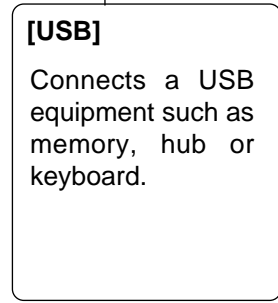 [USB]
Connects a USB
equipment such as
memory, hub or
keyboard.